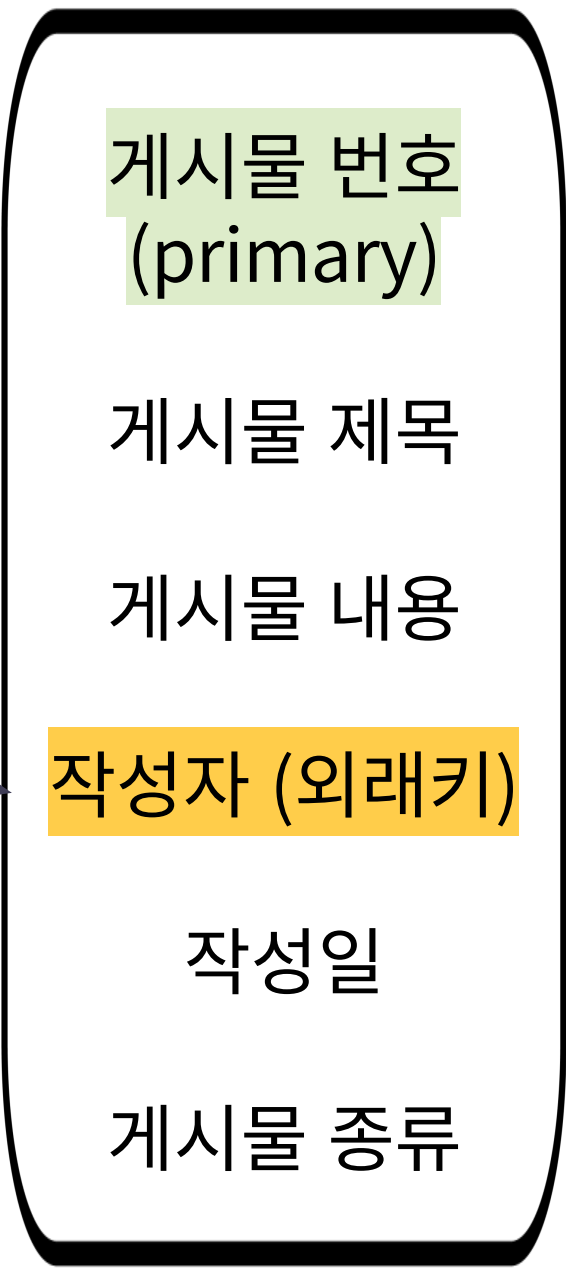 게시물 번호
(primary)
게시물 제목
게시물 내용
작성자 (외래키)
작성일
게시물 종류